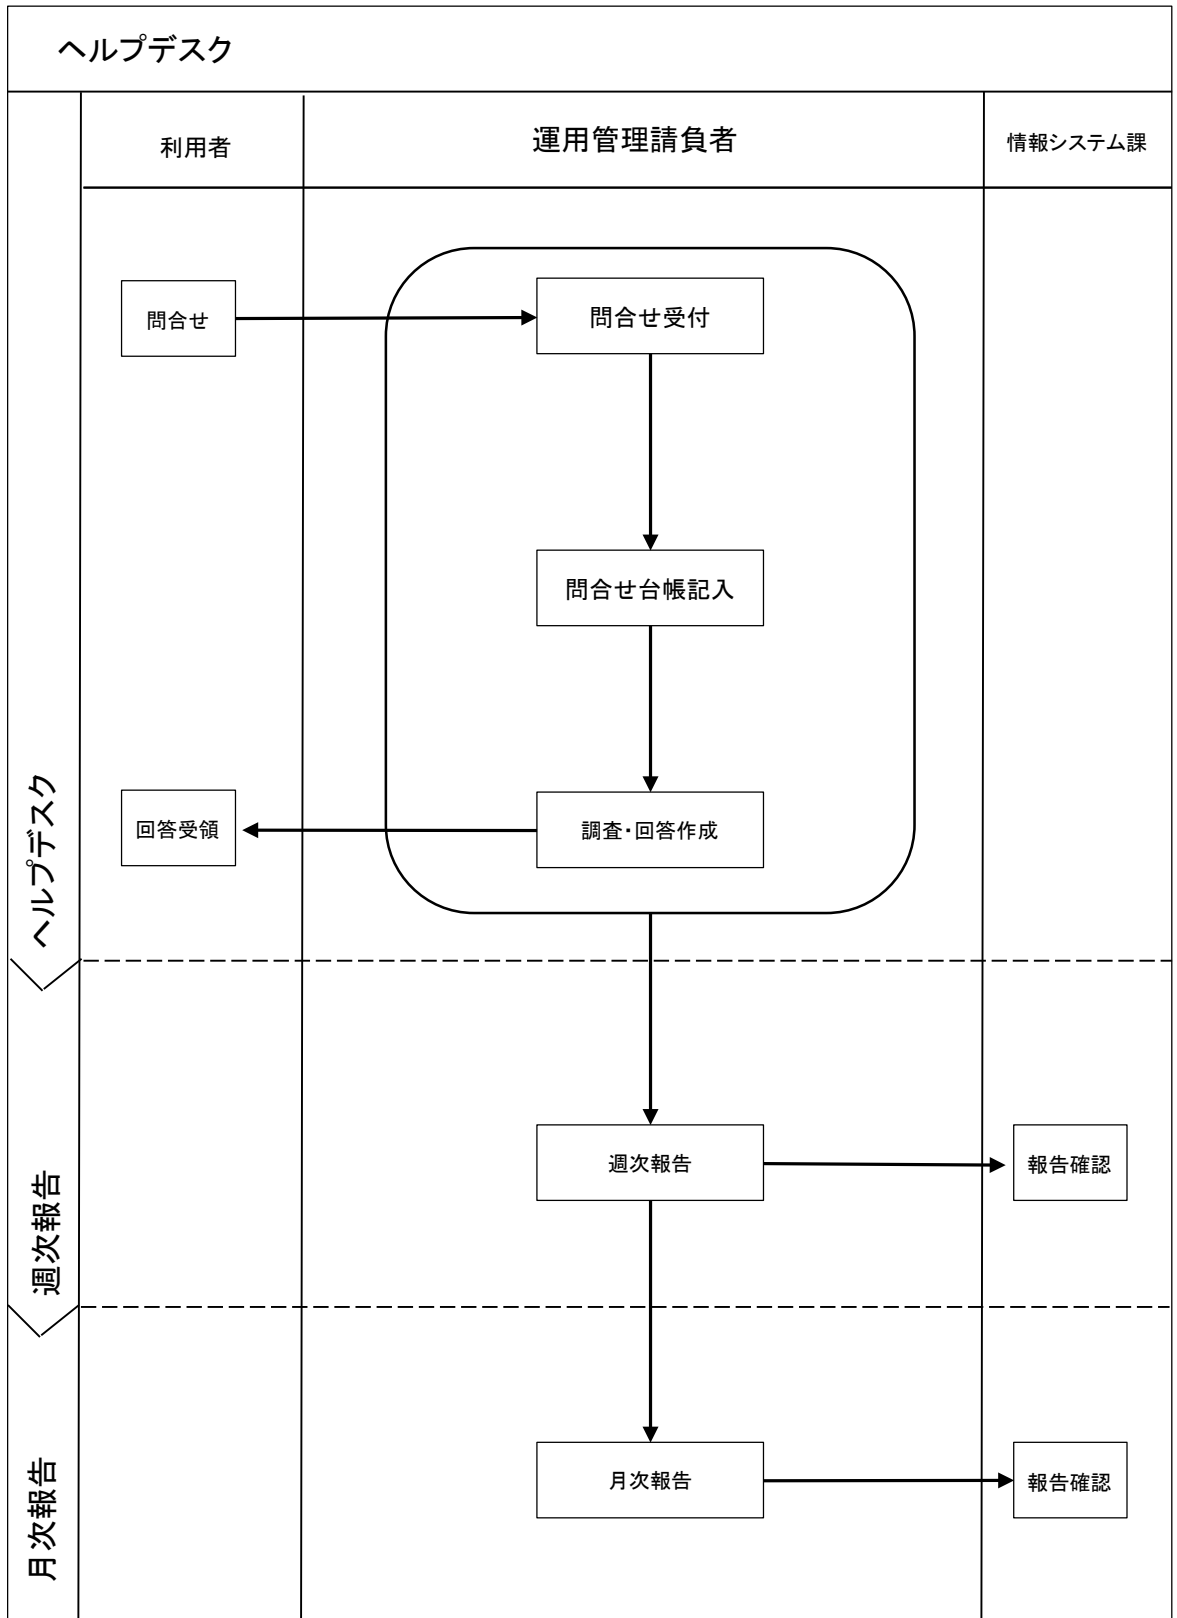 ヘルプデスク
利用者
運用管理請負者
情報システム課
問合せ
問合せ受付
問合せ台帳記入
ヘルプデスク
回答受領
調査・回答作成
週次報告
週次報告
報告確認
月次報告
月次報告
報告確認